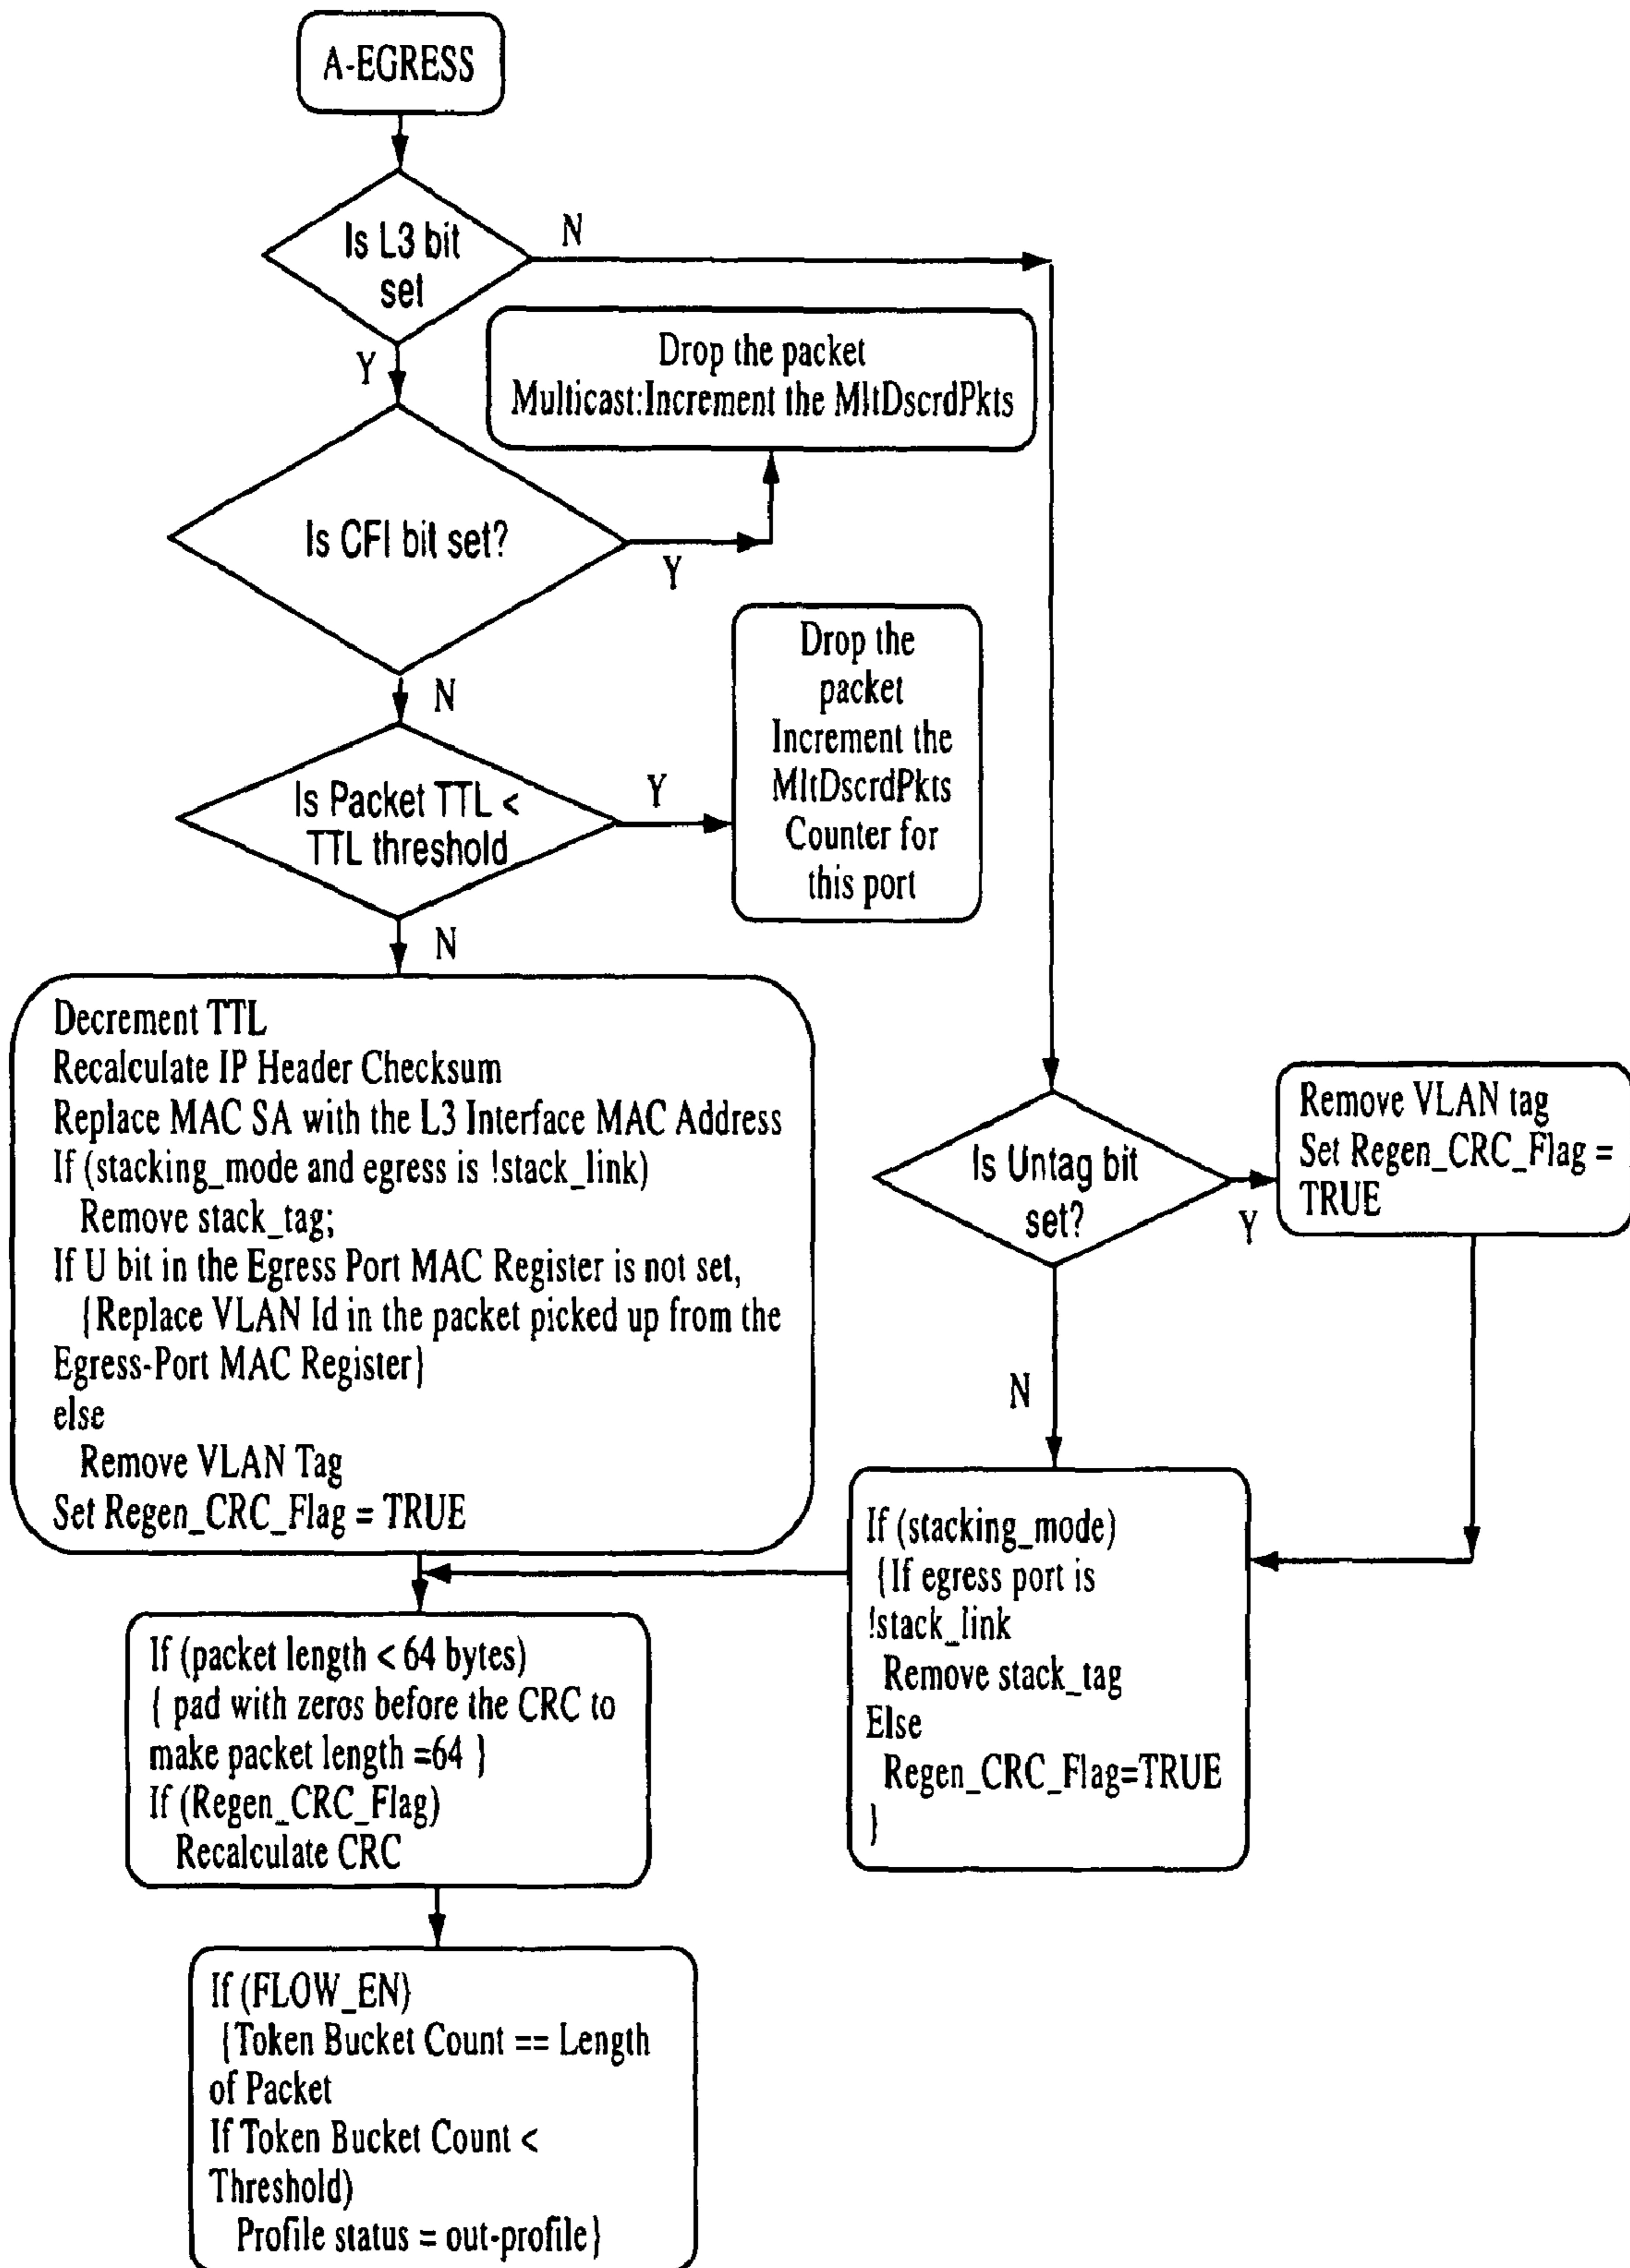 A-EGRESS
Is L3 bit
set
N
Y
Drop the packet
Multicast:Increment the MltDscrdPkts
Is CFI bit set?
Y
N
Drop the
packet
Increment the
MltDscrdPkts
Counter for
this port
Is Packet TTL <
TTL threshold
Y
N
Decrement TTL
Recalculate IP Header Checksum
Replace MAC SA with the L3 Interface MAC Address
If (stacking_mode and egress is !stack_link)
Remove stack_tag;
If U bit in the Egress Port MAC Register is not set,
{Replace VLAN Id in the packet picked up from the
Egress-Port MAC Register}
else
Remove VLAN Tag
Set Regen_CRC_Flag = TRUE
Is Untag bit
set?
Y
N
Remove VLAN tag
Set Regen_CRC_Flag =
TRUE
If (stacking_mode)
{If egress port is
!stack_link
Remove stack_tag
Else
Regen_CRC_Flag=TRUE
}
If (packet length < 64 bytes)
{ pad with zeros before the CRC to
make packet length =64 }
If (Regen_CRC_Flag)
Recalculate CRC
If (FLOW_EN)
{Token Bucket Count == Length
of Packet
If Token Bucket Count <
Threshold)
Profile status = out-profile}